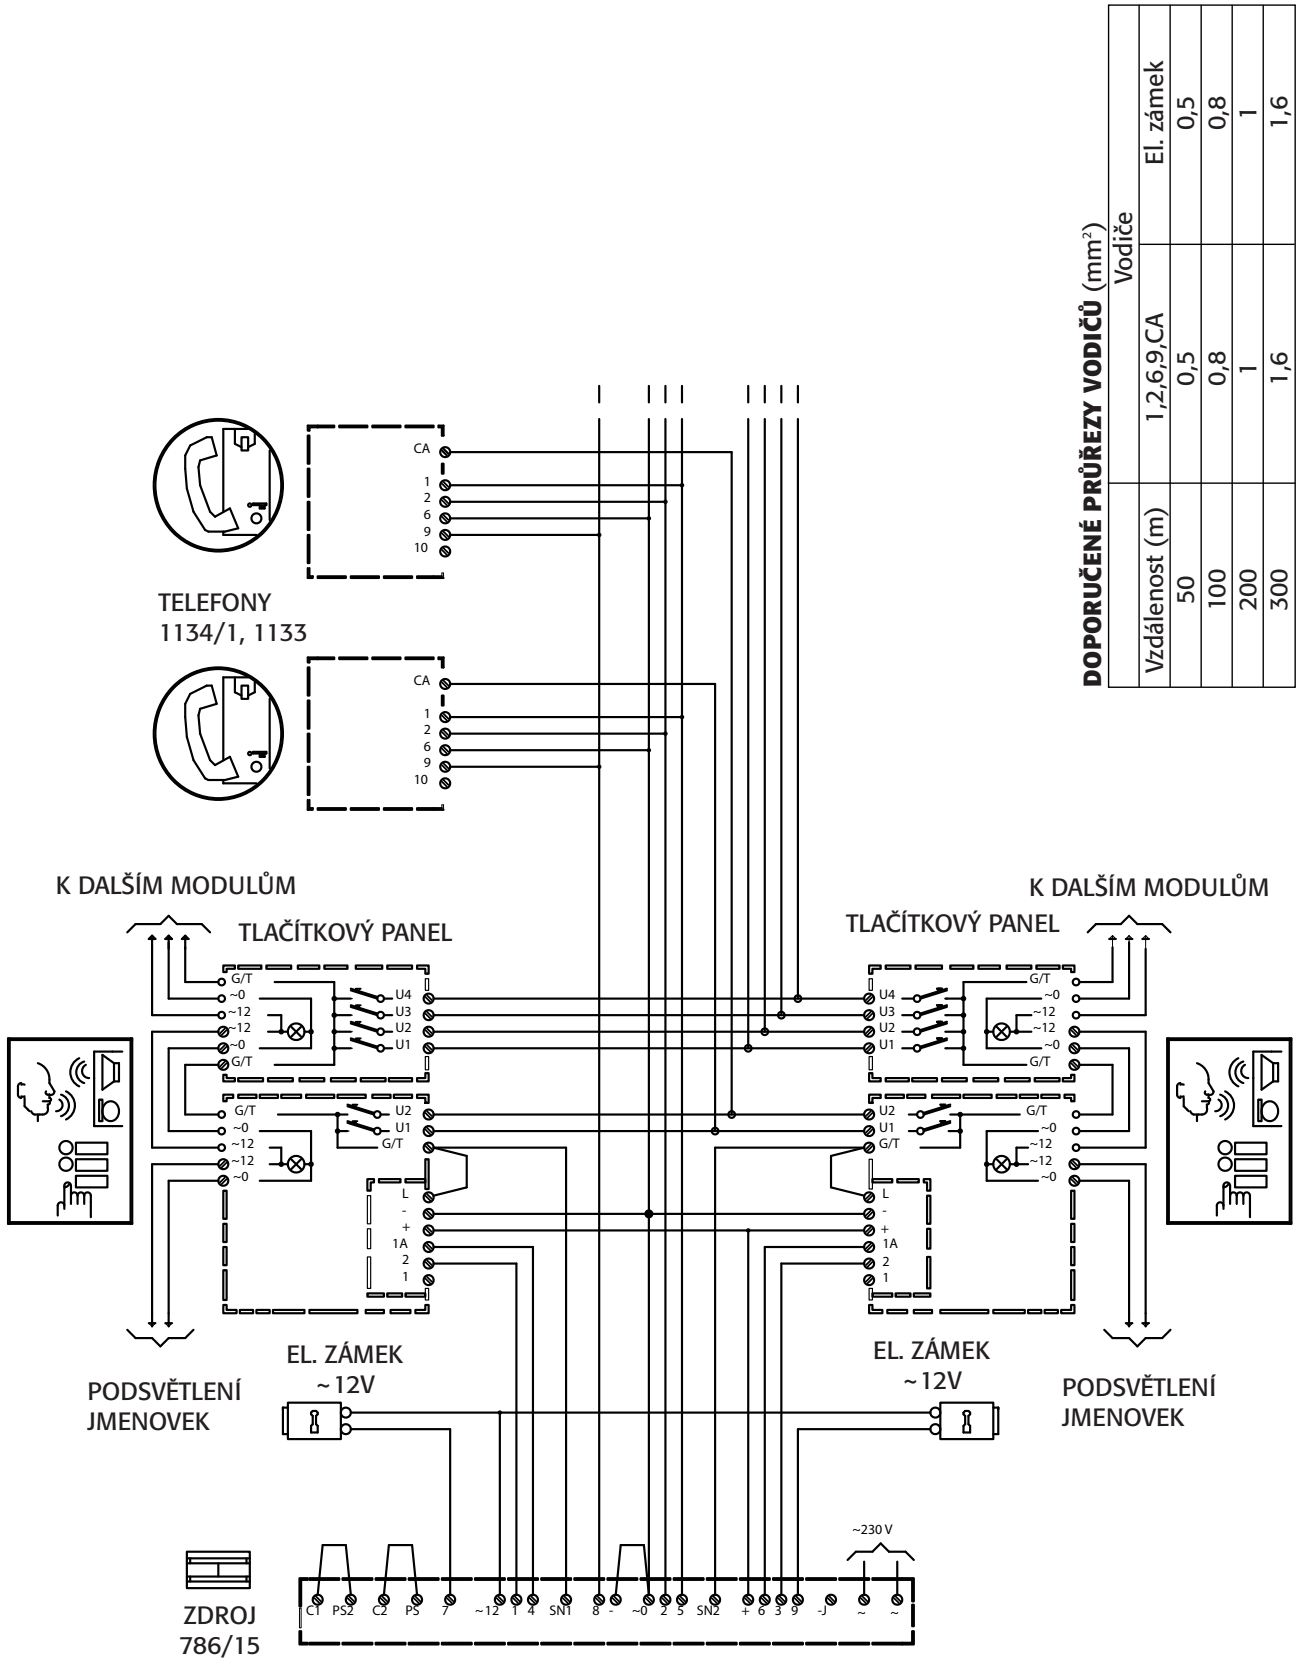 DOPORUČENÉ PRŮŘEZY VODIČŮ (mm²)
Vodiče
Vzdálenost (m) 1,2,6,9,CA El. zámek
50 0,5 0,5
100 0,8 0,8
200 1 1
300 1,6 1,6
CA
1
2
6
9
10
TELEFONY
1134/1, 1133
CA
1
2
6
9
10
K DALŠÍM MODULŮM
TLAČÍTKOVÝ PANEL
G/T
~0
~12
~12
~0
G/T
U4
U3
U2
U1
G/T
~0
~12
~12
~0
U2
U1
G/T
L
-
+
1A
2
1
K DALŠÍM MODULŮM
TLAČÍTKOVÝ PANEL
U4
U3
U2
U1
G/T
~0
~12
~12
~0
G/T
U2
U1
G/T
G/T
~0
~12
~12
~0
L
-
+
1A
2
1
PODSVĚTLENÍ
JMENOVEK
EL. ZÁMEK
~12V
EL. ZÁMEK
~12V
PODSVĚTLENÍ
JMENOVEK
~230 V
ZDROJ
786/15
C1 PS2 C2 PS 7 ~12 1 4 SN1 8 - ~0 2 5 SN2 + 6 3 9 -J ~ ~